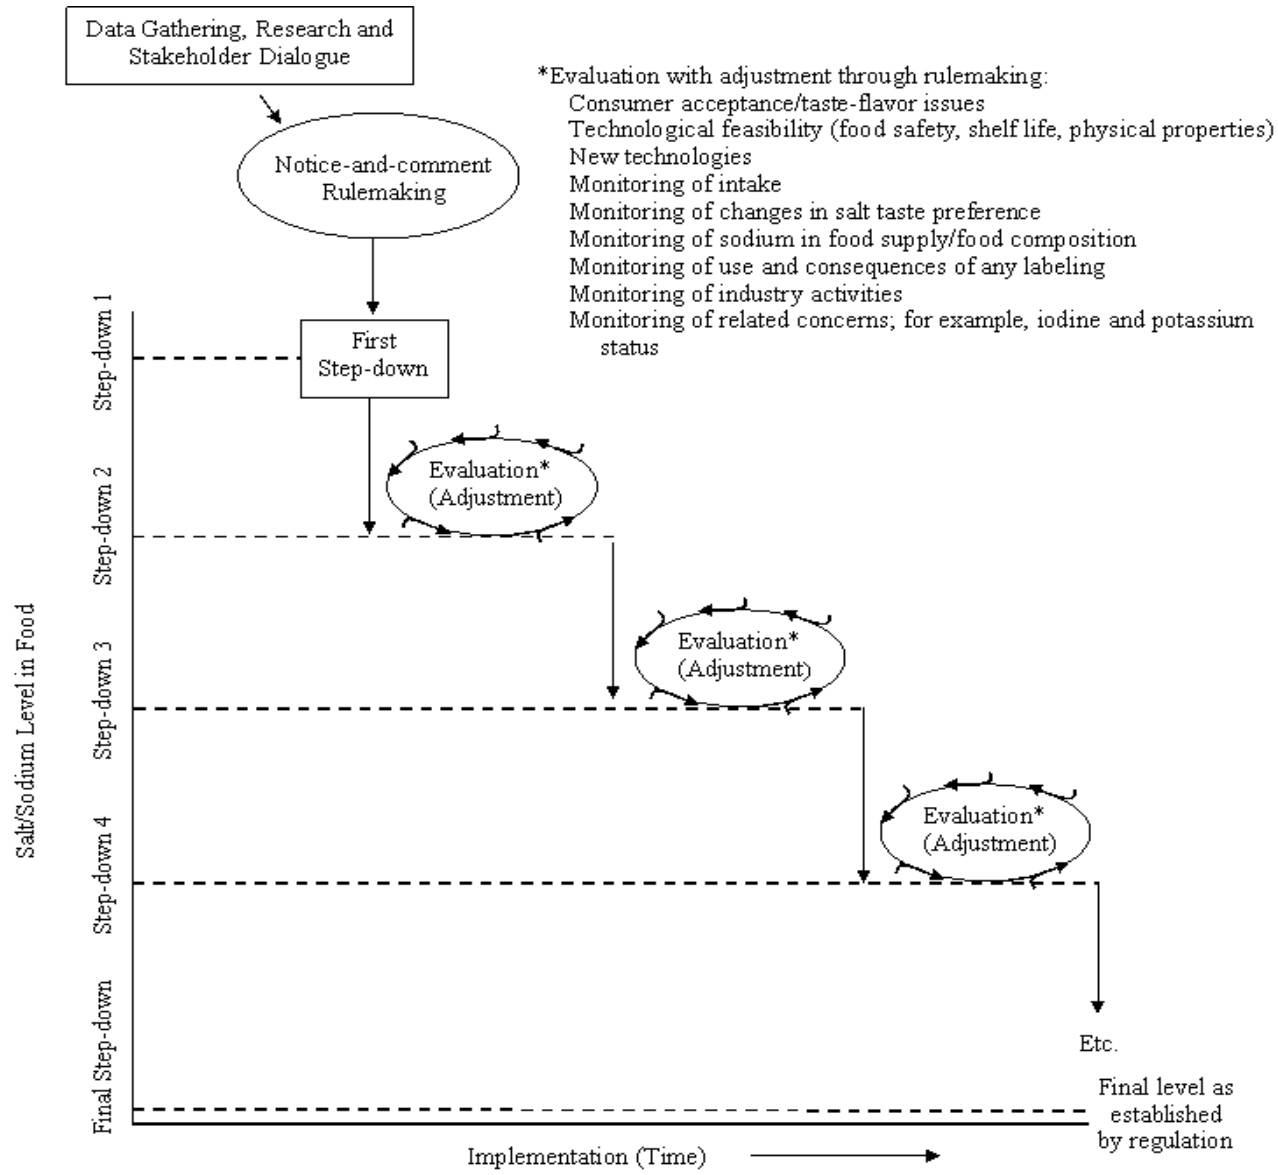 Data Gathering, Research and
Stakeholder Dialogue
*Evaluation with adjustment through rulemaking:
Consumer acceptance/taste-flavor issues
Technological feasibility (food safety, shelf life, physical properties)
New technologies
Monitoring of intake
Monitoring of changes in salt taste preference
Monitoring of sodium in food supply/food composition
Monitoring of use and consequences of any labeling
Monitoring of industry activities
Monitoring of related concerns; for example, iodine and potassium
status
Notice-and-comment
Rulemaking
First
Step-down
Evaluation*
(Adjustment)
Evaluation*
(Adjustment)
Evaluation*
(Adjustment)
Etc.
Final level as
established
by regulation
Salt/Sodium Level in Food
Step-down 1
Step-down 2
Step-down 3
Step-down 4
Final Step-down
Implementation (Time)